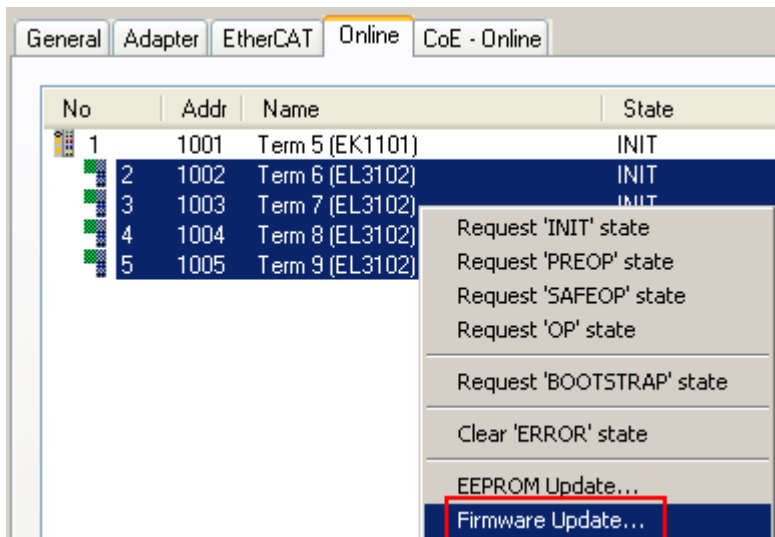 General Adapter EtherCAT Online CoE - Online
No Addr Name State
1 1001 Term 5 (EK1101) INIT
2 1002 Term 6 (EL3102) INIT
3 1003 Term 7 (EL3102) INIT
4 1004 Term 8 (EL3102)
5 1005 Term 9 (EL3102)
Request 'INIT' state
Request 'PREOP' state
Request 'SAFEOP' state
Request 'OP' state
Request 'BOOTSTRAP' state
Clear 'ERROR' state
EEPROM Update...
Firmware Update...